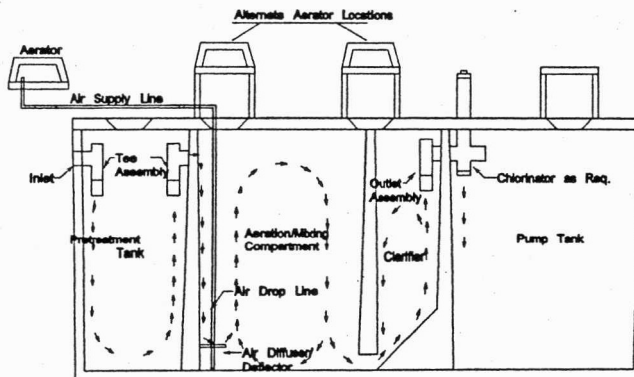 Alternate Aerator Locations
Aerator
Air Supply Line
Inlet
Tee Assembly
Outlet
Assembly
Chlorinator as Req.
Pretreatment
Tank
Aeration/Mixing
Compartment
Clarifier
Pump Tank
Air Drop Line
Air Diffuser/
Deflector